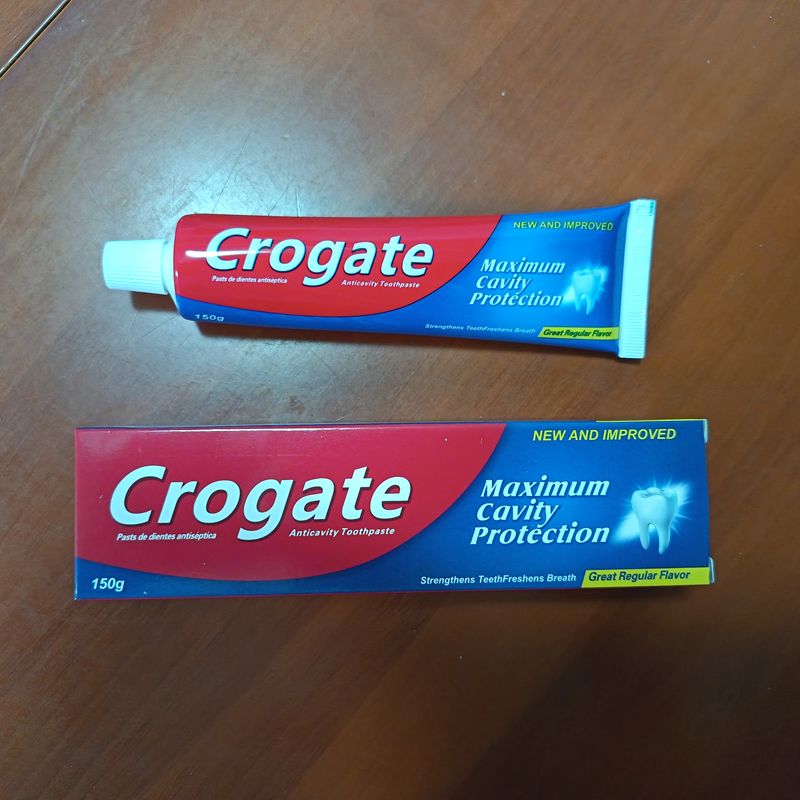 NEW AND IMPROVED
Crogate
Pasts de dientes antiséptica
Anticavity Toothpaste
Maximum
Cavity
Protection
150g
Strengthens TeethFreshens Breath
Great Regular Flavor
NEW AND IMPROVED
Crogate
Pasts de dientes antiséptica
Anticavity Toothpaste
Maximum
Cavity
Protection
150g
Strengthens TeethFreshens Breath
Great Regular Flavor